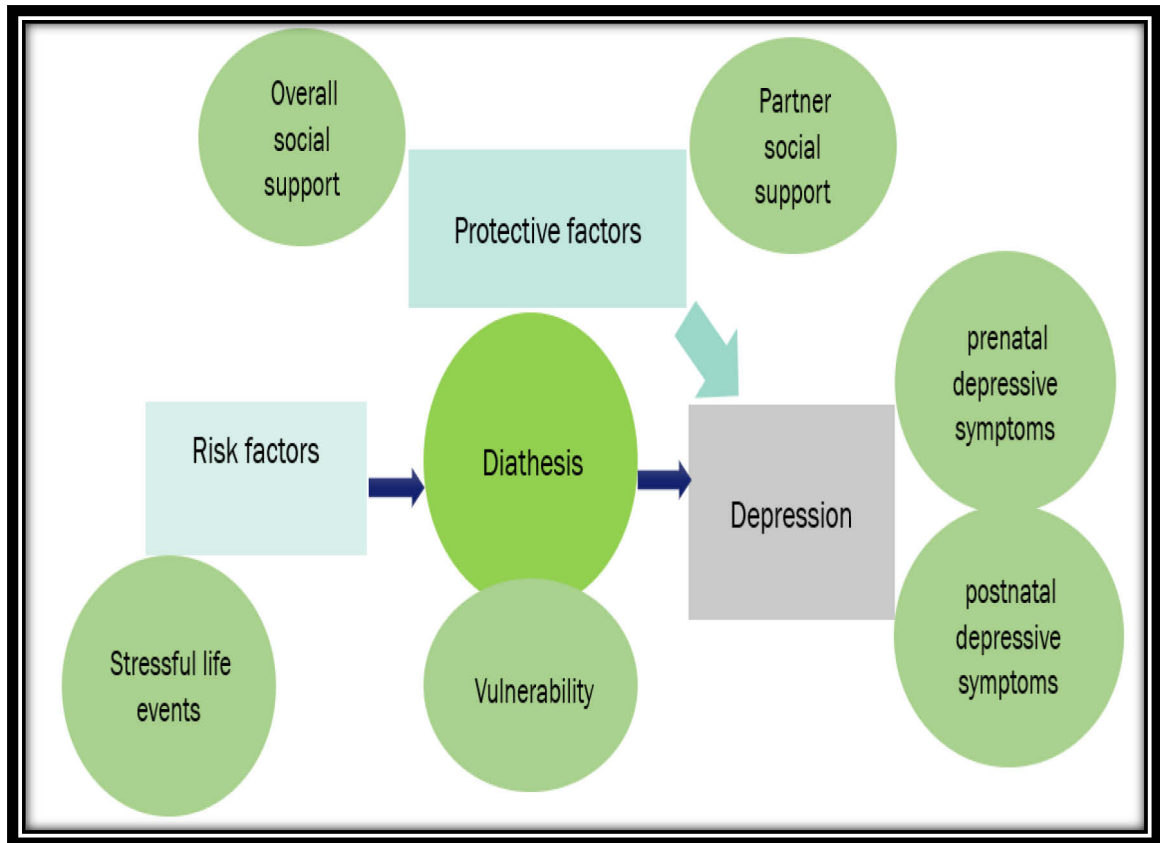 Overall
social
support
Partner
social
support
Protective factors
prenatal
depressive
symptoms
Risk factors
Diathesis
Depression
Stressful life
events
Vulnerability
postnatal
depressive
symptoms